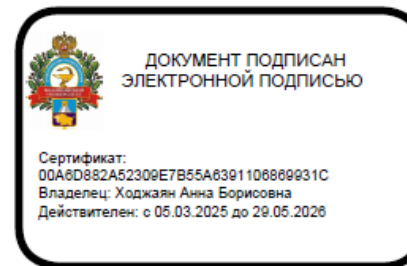 ДОКУМЕНТ ПОДПИСАН
ЭЛЕКТРОННОЙ ПОДПИСЬЮ
Сертификат:
00A6D882A52309E7B55A6391106869931C
Владелец: Ходжаян Анна Борисовна
Действителен: с 05.03.2025 до 29.05.2026